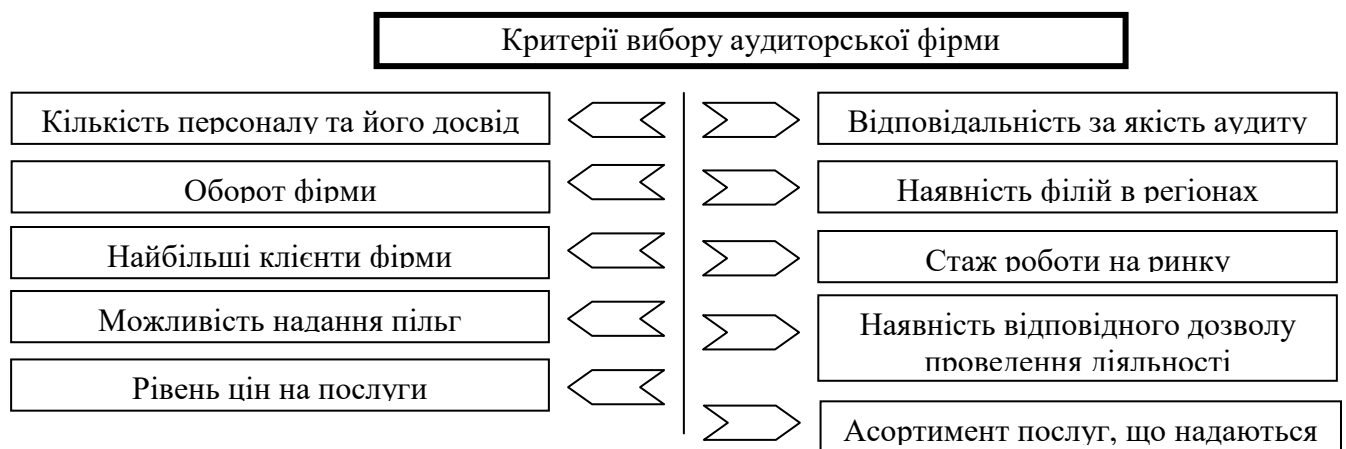 Критерії вибору аудиторської фірми
Кількість персоналу та його досвід
Оборот фірми
Найбільші клієнти фірми
Можливість надання пільг
Рівень цін на послуги
Відповідальність за якість аудиту
Наявність філій в регіонах
Стаж роботи на ринку
Наявність відповідного дозволу
проведення діяльності
Асортимент послуг, що надаються